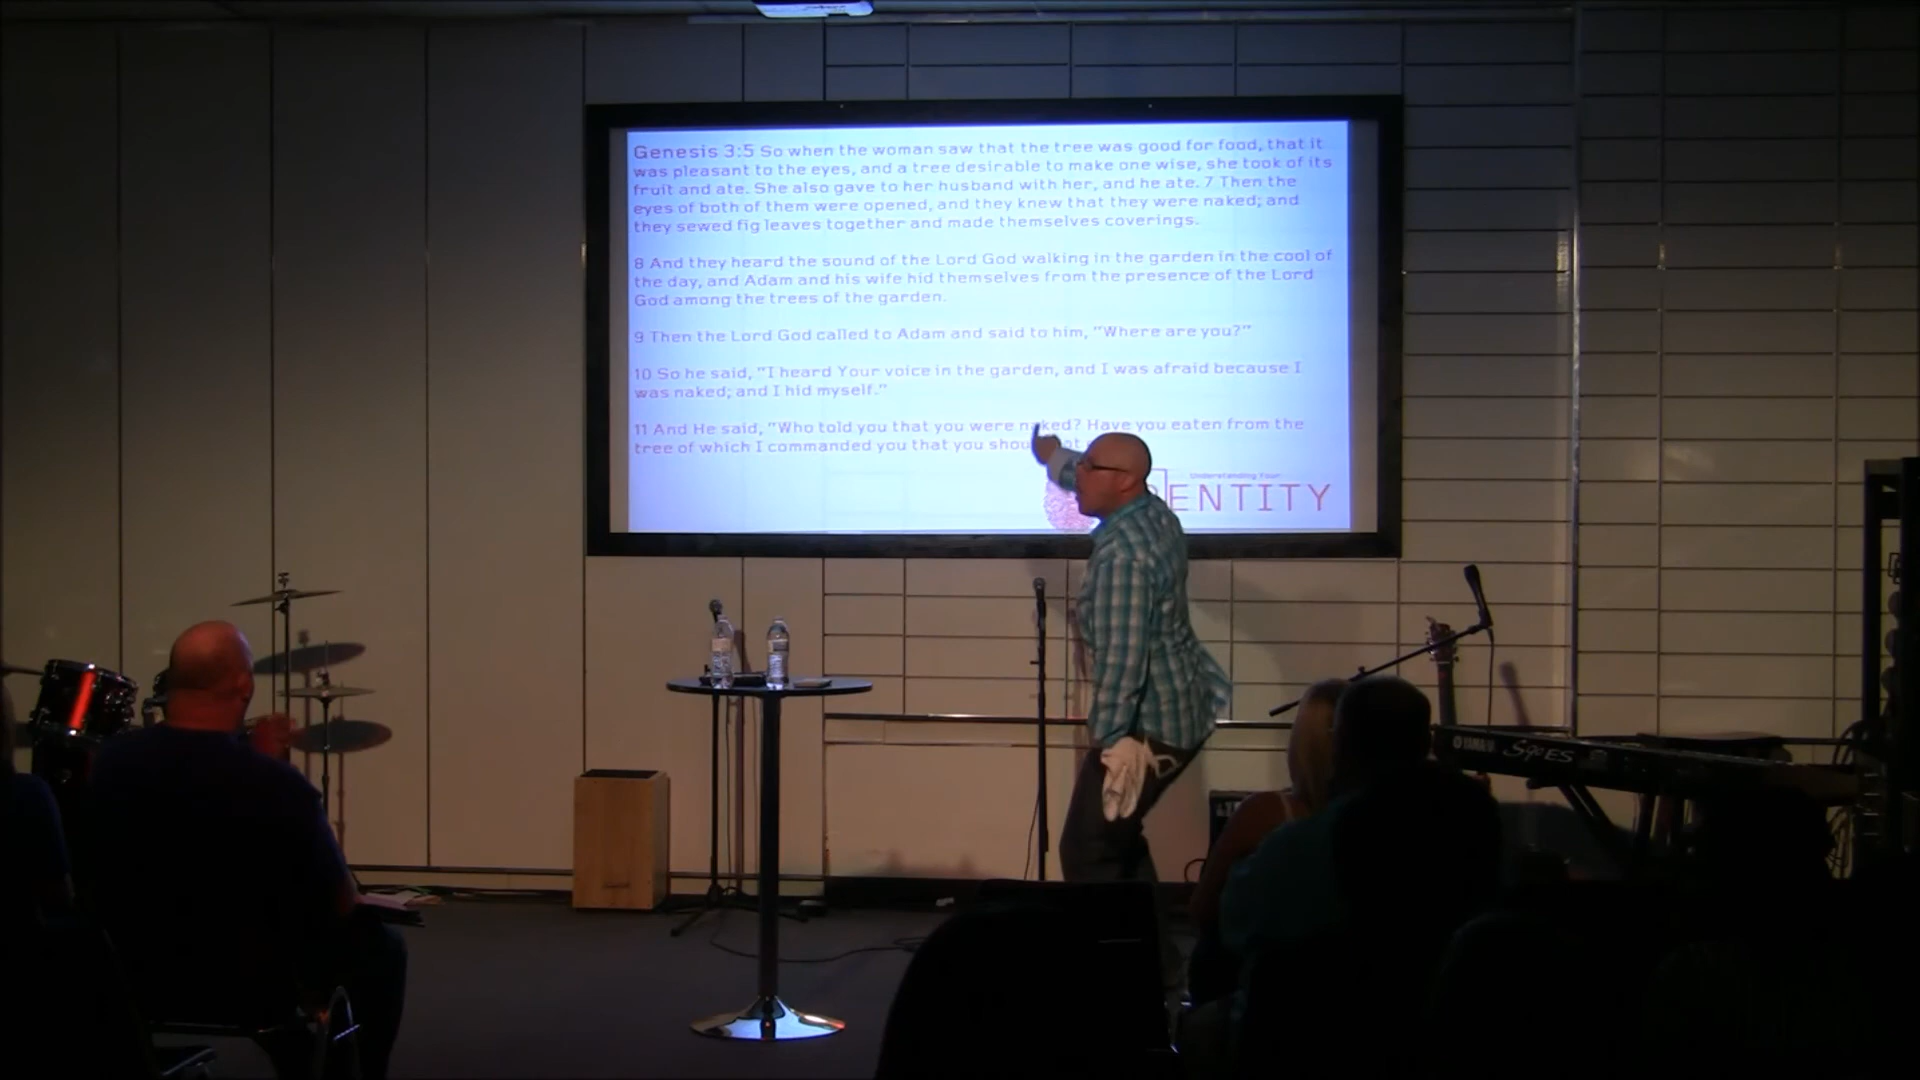 Genesis 3:5 So when the woman saw that the tree was good for food, that it
was pleasant to the eyes, and a tree desirable to make one wise, she took of its
fruit and ate. She also gave to her husband with her, and he ate. 7 Then the
eyes of both of them were opened, and they knew that they were naked; and
they sewed fig leaves together and made themselves coverings.
8 And they heard the sound of the Lord God walking in the garden in the cool of
the day, and Adam and his wife hid themselves from the presence of the Lord
God among the trees of the garden.
9 Then the Lord God called to Adam and said to him, "Where are you?"
10 So he said, "I heard Your voice in the garden, and I was afraid because I
was naked; and I hid myself."
11 And He said, "Who told you that you were naked? Have you eaten from the
tree of which I commanded you that you
Understanding Your
ENTITY
YAMAHA S90ES